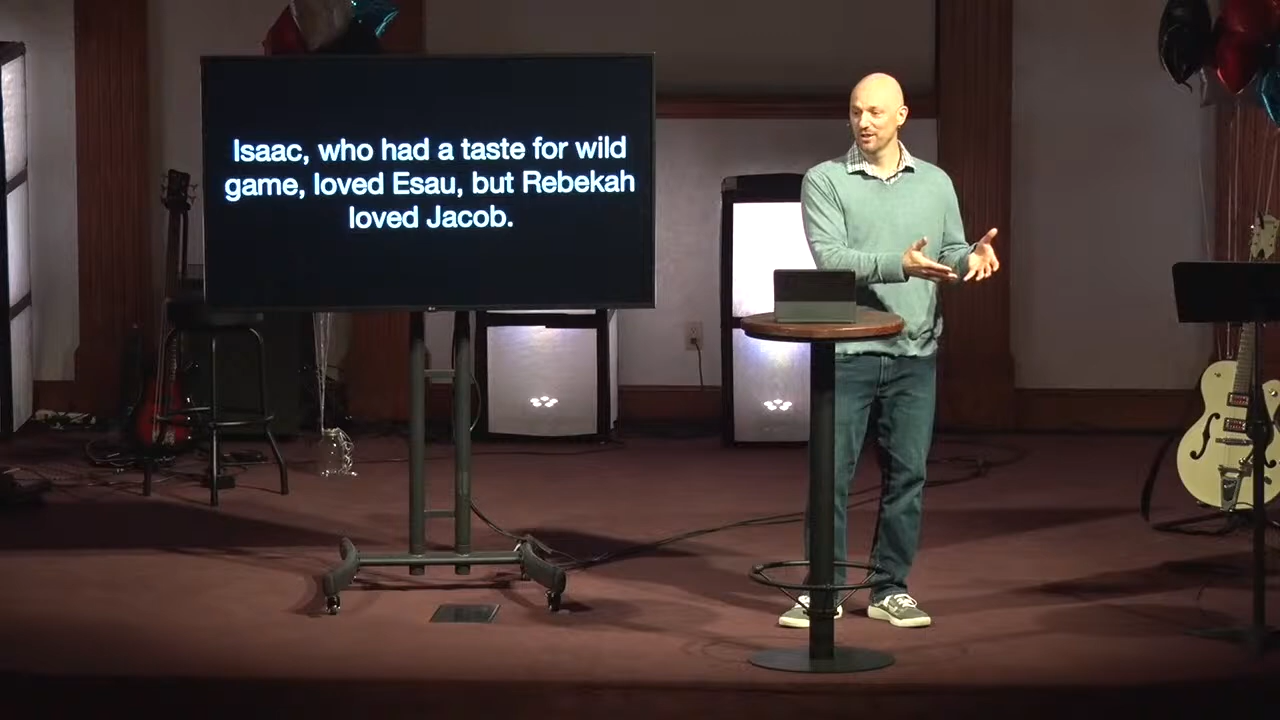 Isaac, who had a taste for wild
game, loved Esau, but Rebekah
loved Jacob.